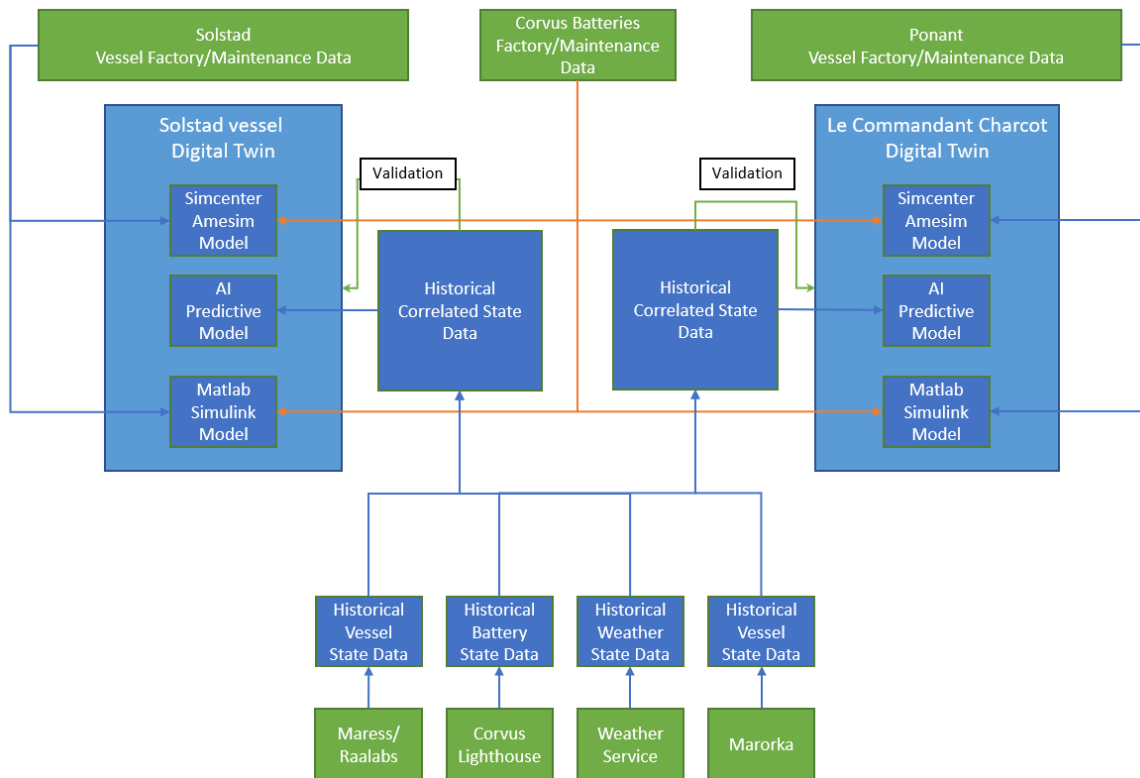 Solstad
Vessel Factory/Maintenance Data
Corvus Batteries
Factory/Maintenance
Data
Ponant
Vessel Factory/Maintenance Data
Solstad vessel
Digital Twin
Simcenter
Amesim
Model
AI
Predictive
Model
Matlab
Simulink
Model
Validation
Historical
Correlated State
Data
Validation
Historical
Correlated State
Data
Le Commandant Charcot
Digital Twin
Simcenter
Amesim
Model
AI
Predictive
Model
Matlab
Simulink
Model
Historical
Vessel
State Data
Historical
Battery
State Data
Historical
Weather
State Data
Historical
Vessel
State Data
Maress/
Raalabs
Corvus
Lighthouse
Weather
Service
Marorka